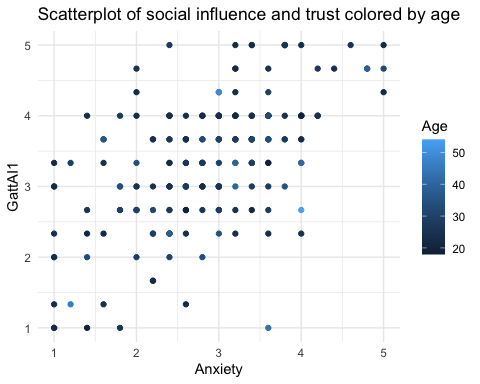 Scatterplot of social influence and trust colored by age
5
4
3
2
1
GattAI1
1 2 3 4 5
Anxiety
Age
50
40
30
20